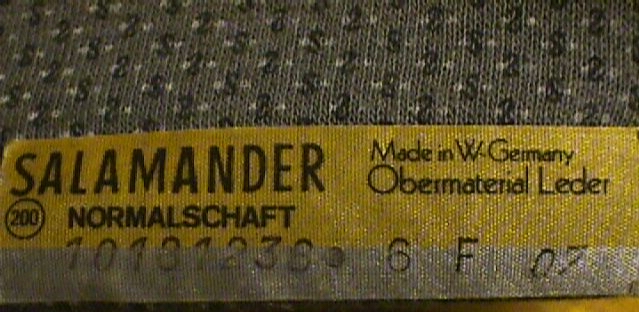 SALAMANDER
Made in W-Germany
Obermaterial Leder
200 NORMALSCHAFT
6 F